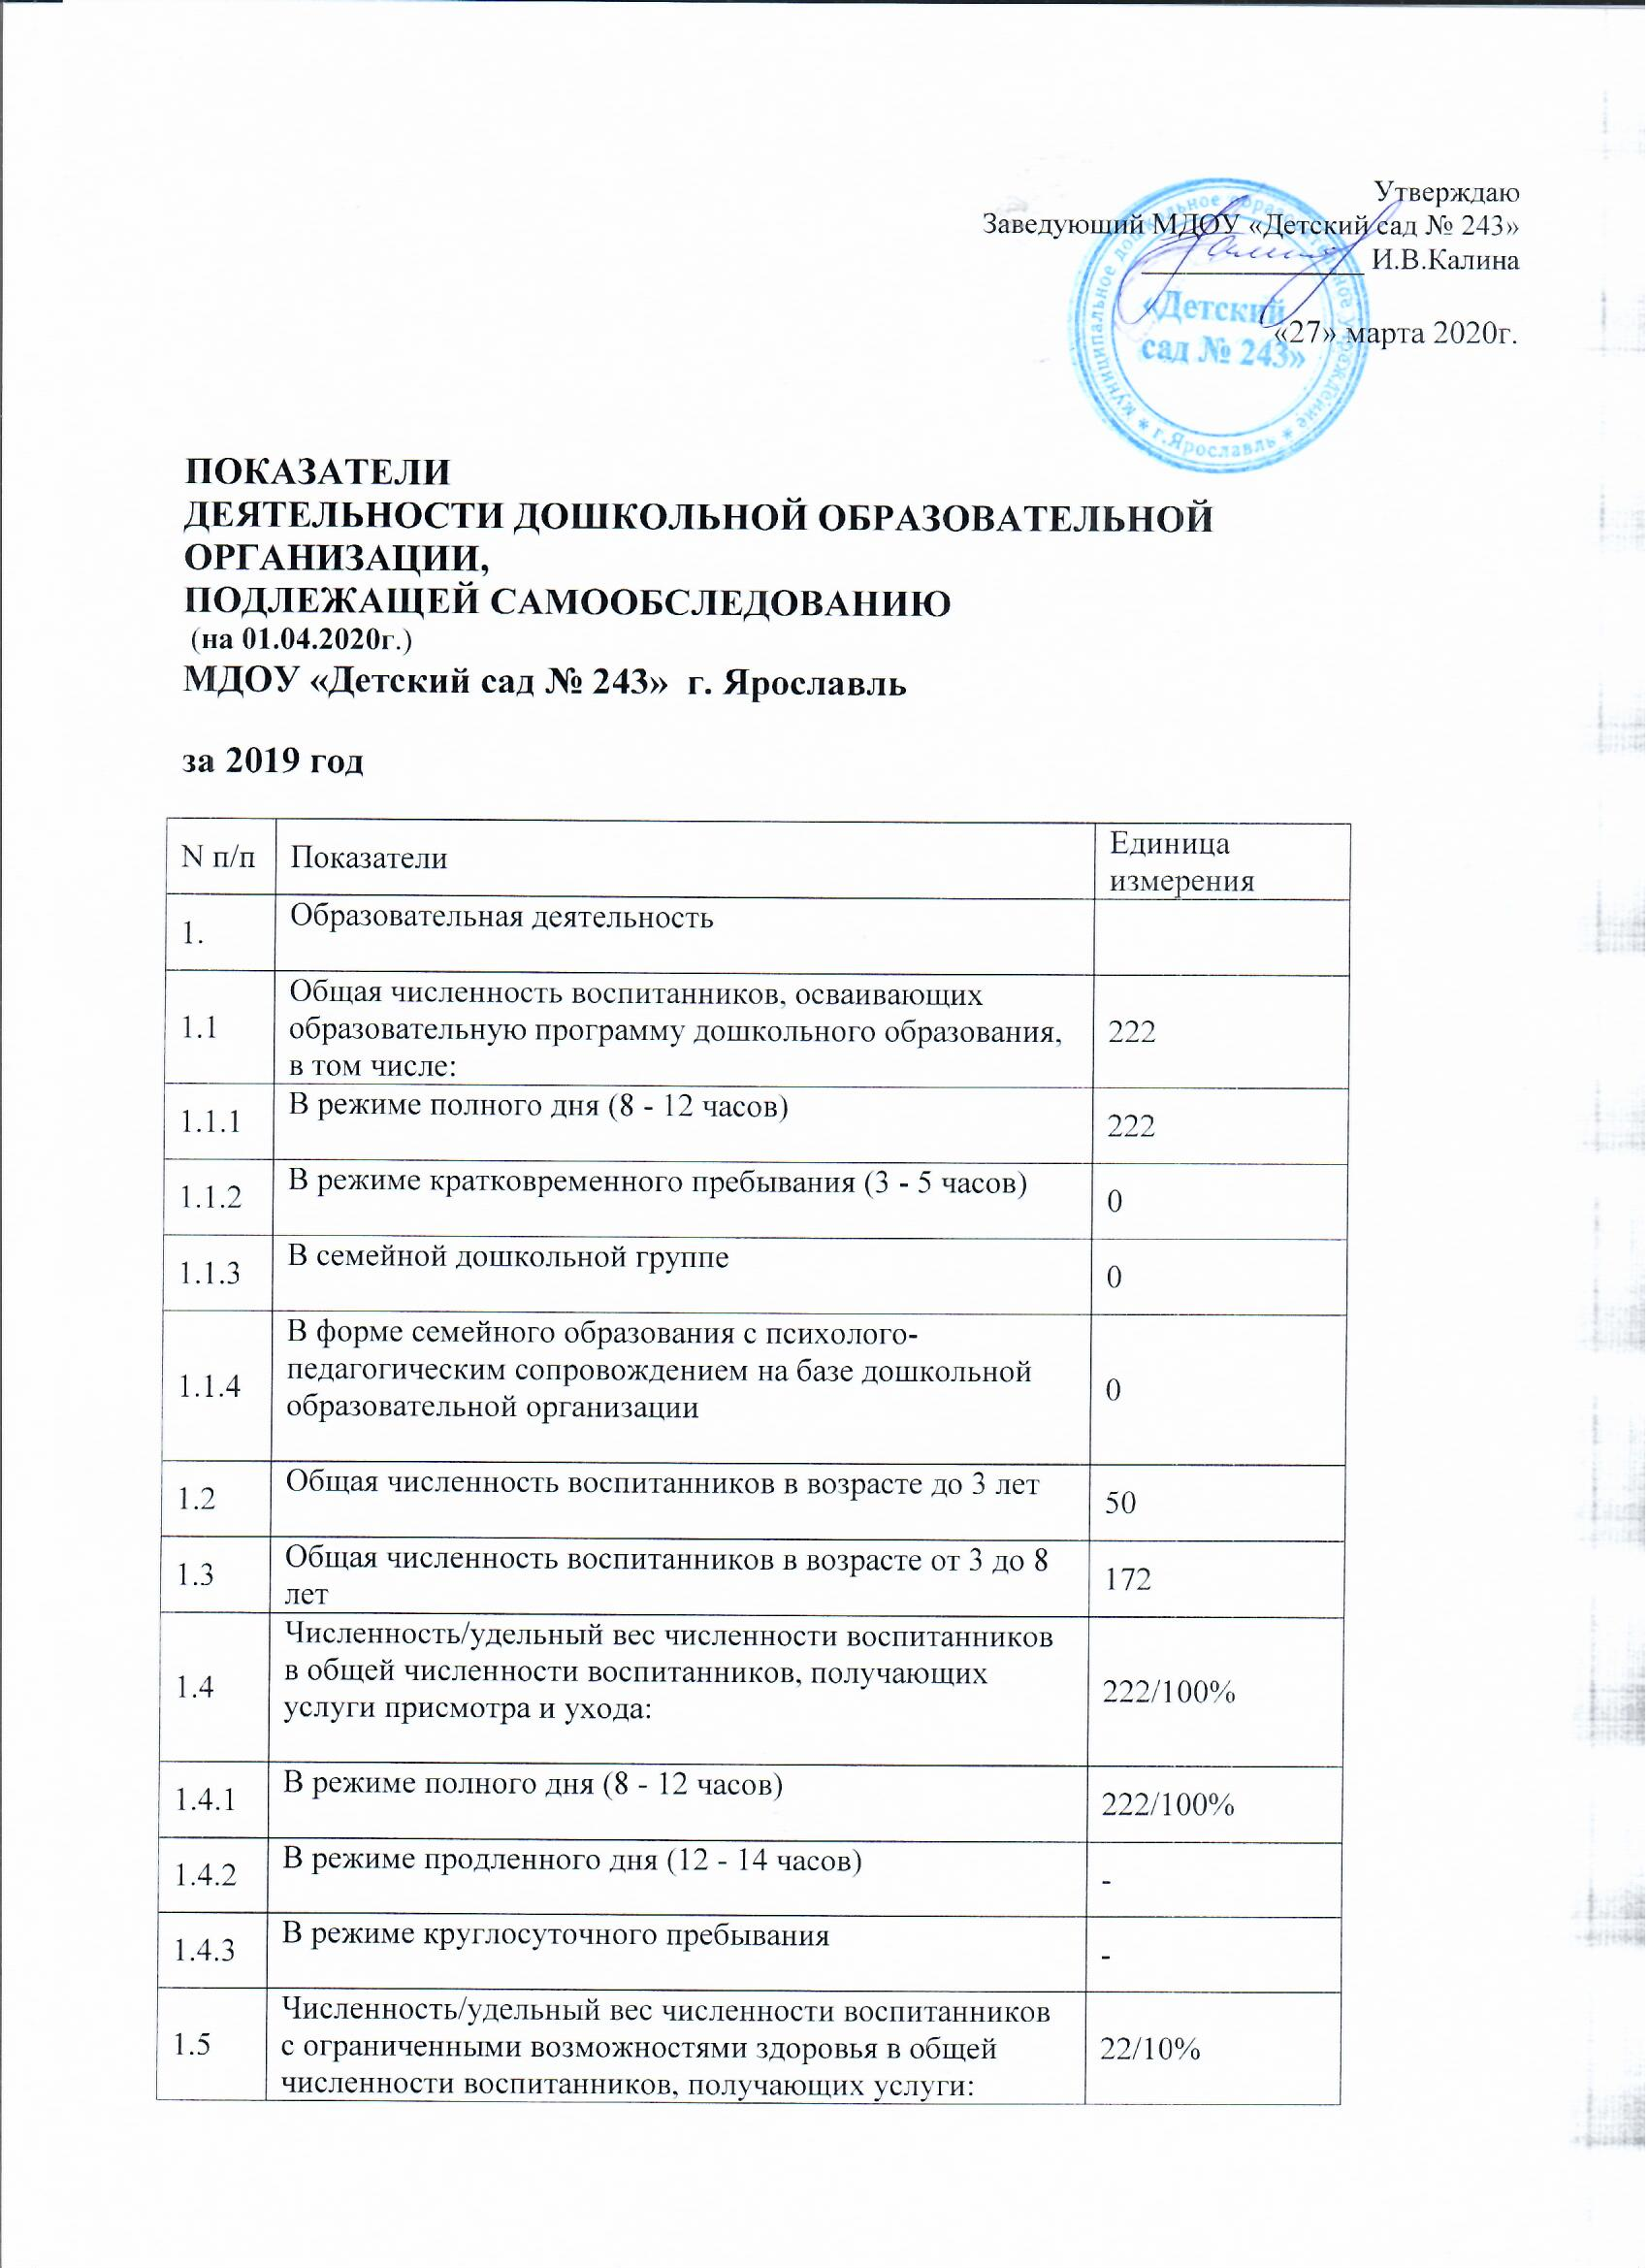 Утверждаю
Заведующий МДОУ «Детский сад № 243»
И.В.Калина
«27» марта 2020г.
муниципальное дошкольное образовательное учреждение * г.Ярославль *
«Детский
сад № 243»
ПОКАЗАТЕЛИ
ДЕЯТЕЛЬНОСТИ ДОШКОЛЬНОЙ ОБРАЗОВАТЕЛЬНОЙ
ОРГАНИЗАЦИИ,
ПОДЛЕЖАЩЕЙ САМООБСЛЕДОВАНИЮ
(на 01.04.2020г.)
МДОУ «Детский сад № 243» г. Ярославль
за 2019 год
N п/п Показатели Единица
измерения
1. Образовательная деятельность
1.1 Общая численность воспитанников, осваивающих
образовательную программу дошкольного образования, 222
в том числе:
1.1.1 В режиме полного дня (8 - 12 часов) 222
1.1.2 В режиме кратковременного пребывания (3 - 5 часов) 0
1.1.3 В семейной дошкольной группе 0
1.1.4 В форме семейного образования с психолого-
педагогическим сопровождением на базе дошкольной 0
образовательной организации
1.2 Общая численность воспитанников в возрасте до 3 лет 50
1.3 Общая численность воспитанников в возрасте от 3 до 8 172
лет
1.4 Численность/удельный вес численности воспитанников
в общей численности воспитанников, получающих 222/100%
услуги присмотра и ухода:
1.4.1 В режиме полного дня (8 - 12 часов) 222/100%
1.4.2 В режиме продленного дня (12 - 14 часов) -
1.4.3 В режиме круглосуточного пребывания -
1.5 Численность/удельный вес численности воспитанников
с ограниченными возможностями здоровья в общей 22/10%
численности воспитанников, получающих услуги: